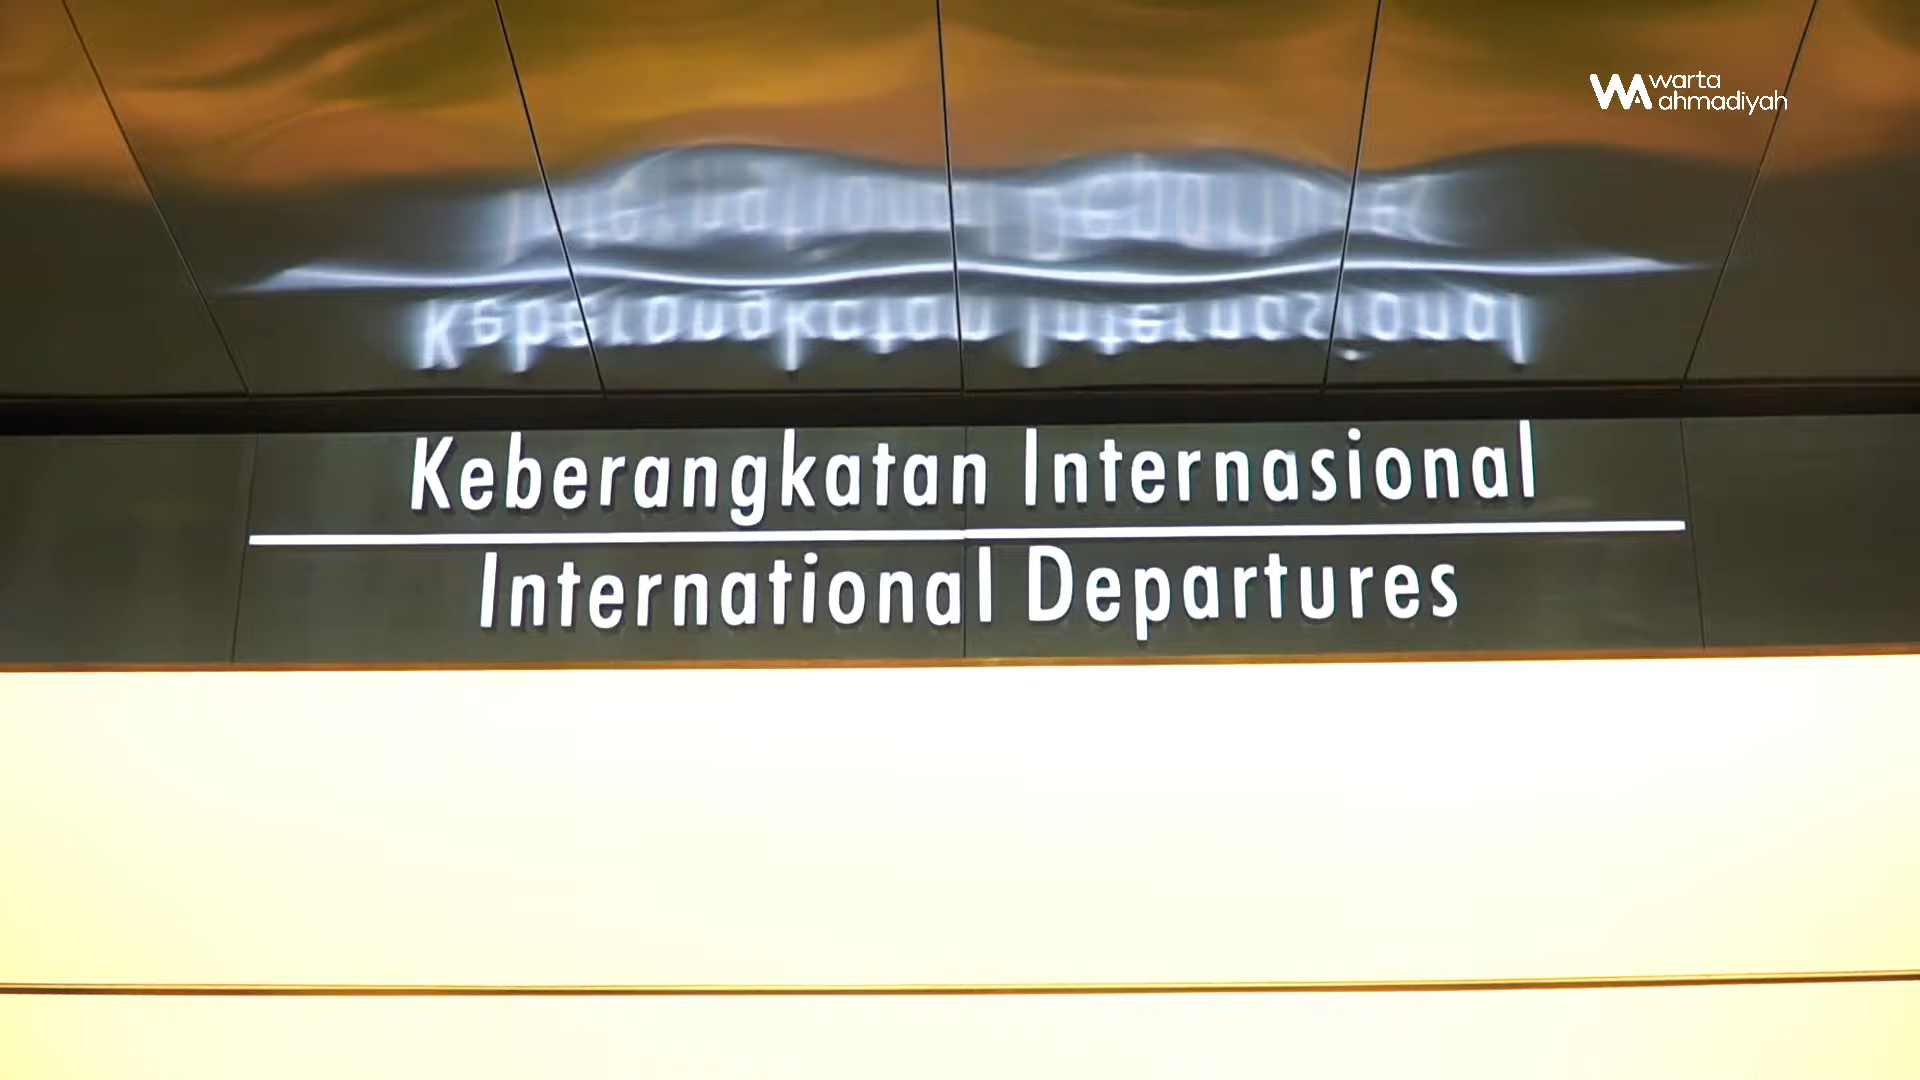 warta
ahmadiyah
Keberangkatan Internasional
International Departures